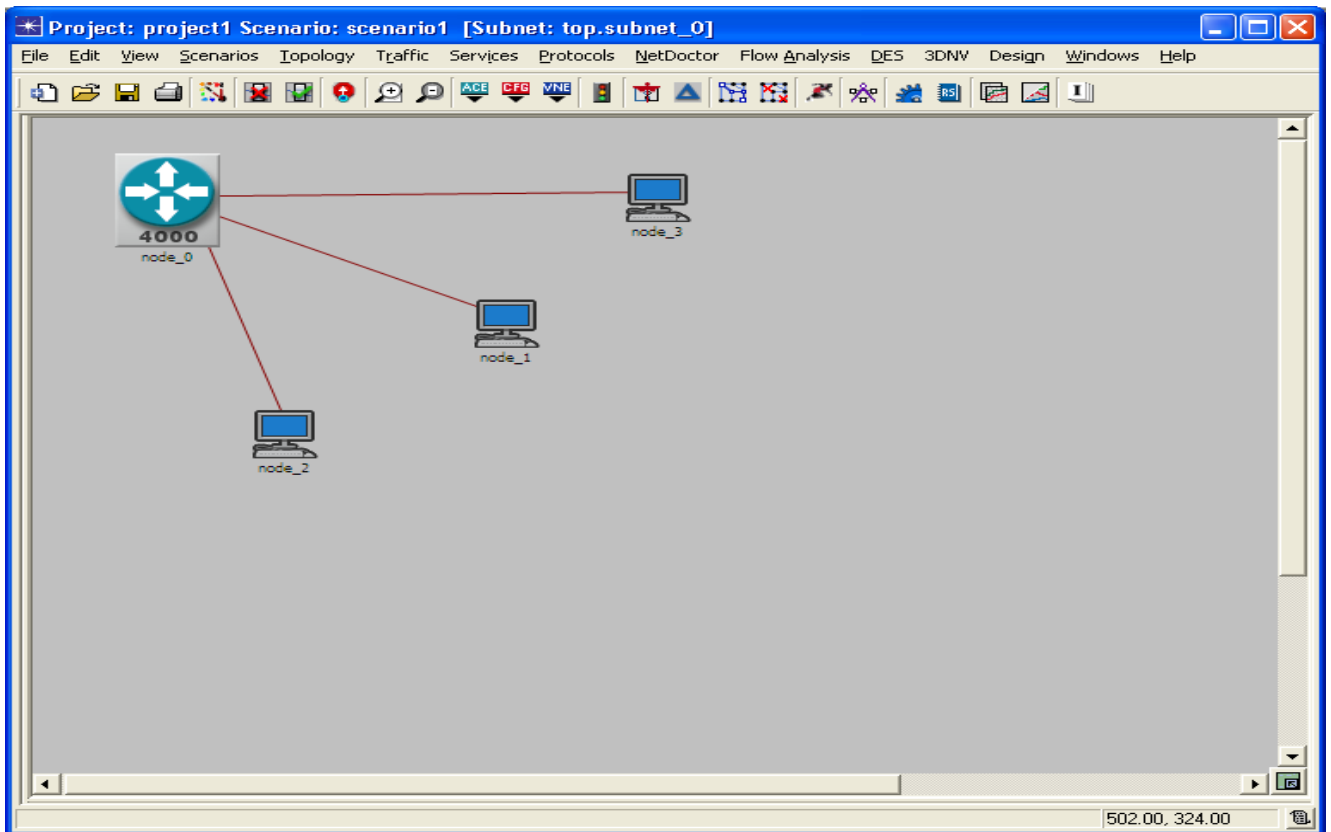 Project: project1 Scenario: scenario1 [Subnet: top.subnet_0]
File Edit View Scenarios Topology Traffic Services Protocols NetDoctor Flow Analysis DES 3DNV Design Windows Help
ACE CFG VNE RS I
4000
node_0
node_3
node_1
node_2
502.00, 324.00